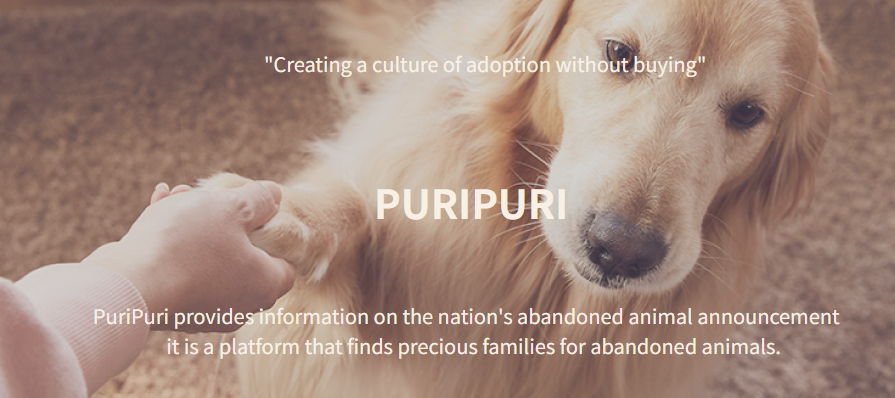 "Creating a culture of adoption without buying"
PURIPURI
PuriPuri provides information on the nation's abandoned animal announcement
it is a platform that finds precious families for abandoned animals.